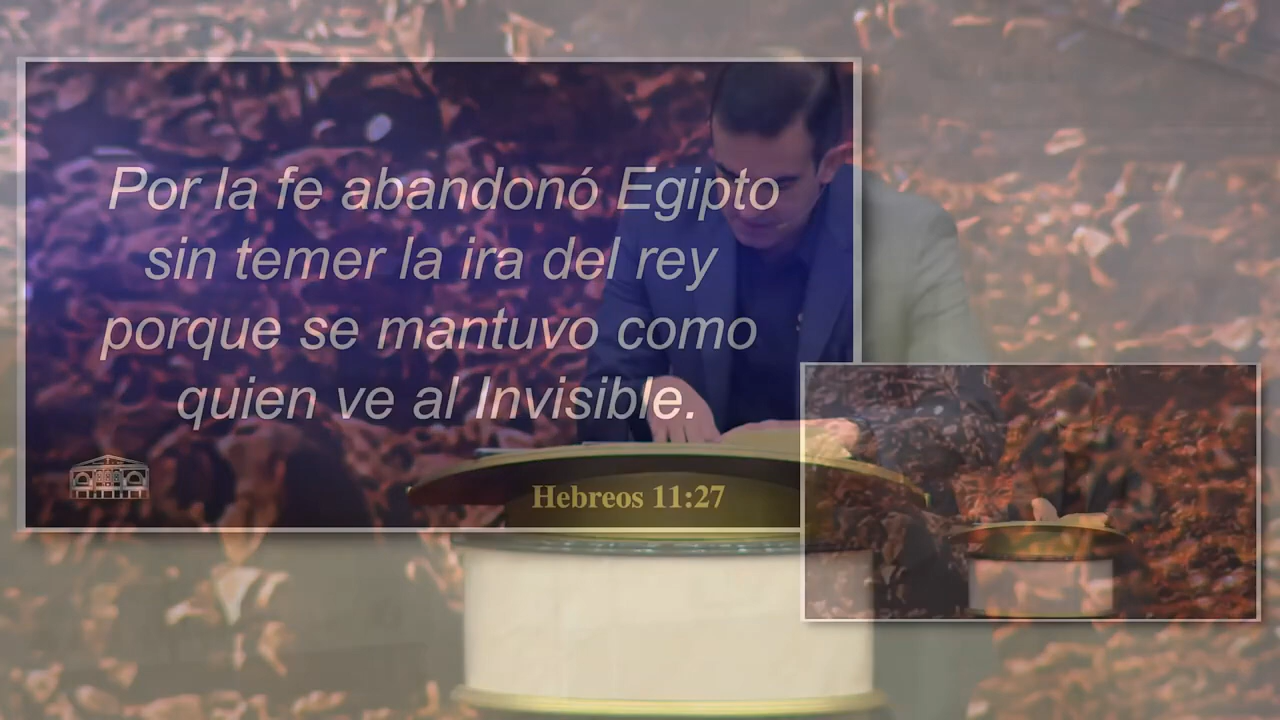 Por la fe abandonó Egipto
sin temer la ira del rey
porque se mantuvo como
quien ve al Invisible.
Hebreos 11:27